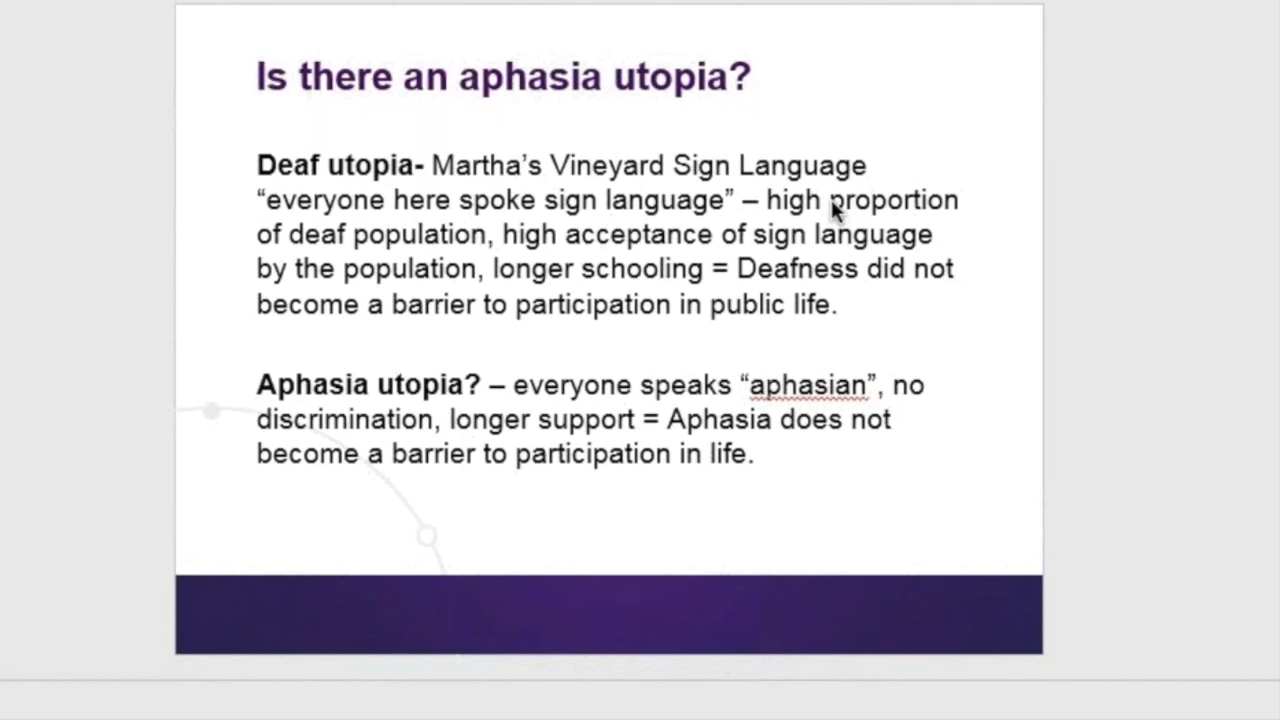 Is there an aphasia utopia?
Deaf utopia- Martha’s Vineyard Sign Language
“everyone here spoke sign language” – high proportion
of deaf population, high acceptance of sign language
by the population, longer schooling = Deafness did not
become a barrier to participation in public life.
Aphasia utopia? – everyone speaks “aphasian”, no
discrimination, longer support = Aphasia does not
become a barrier to participation in life.